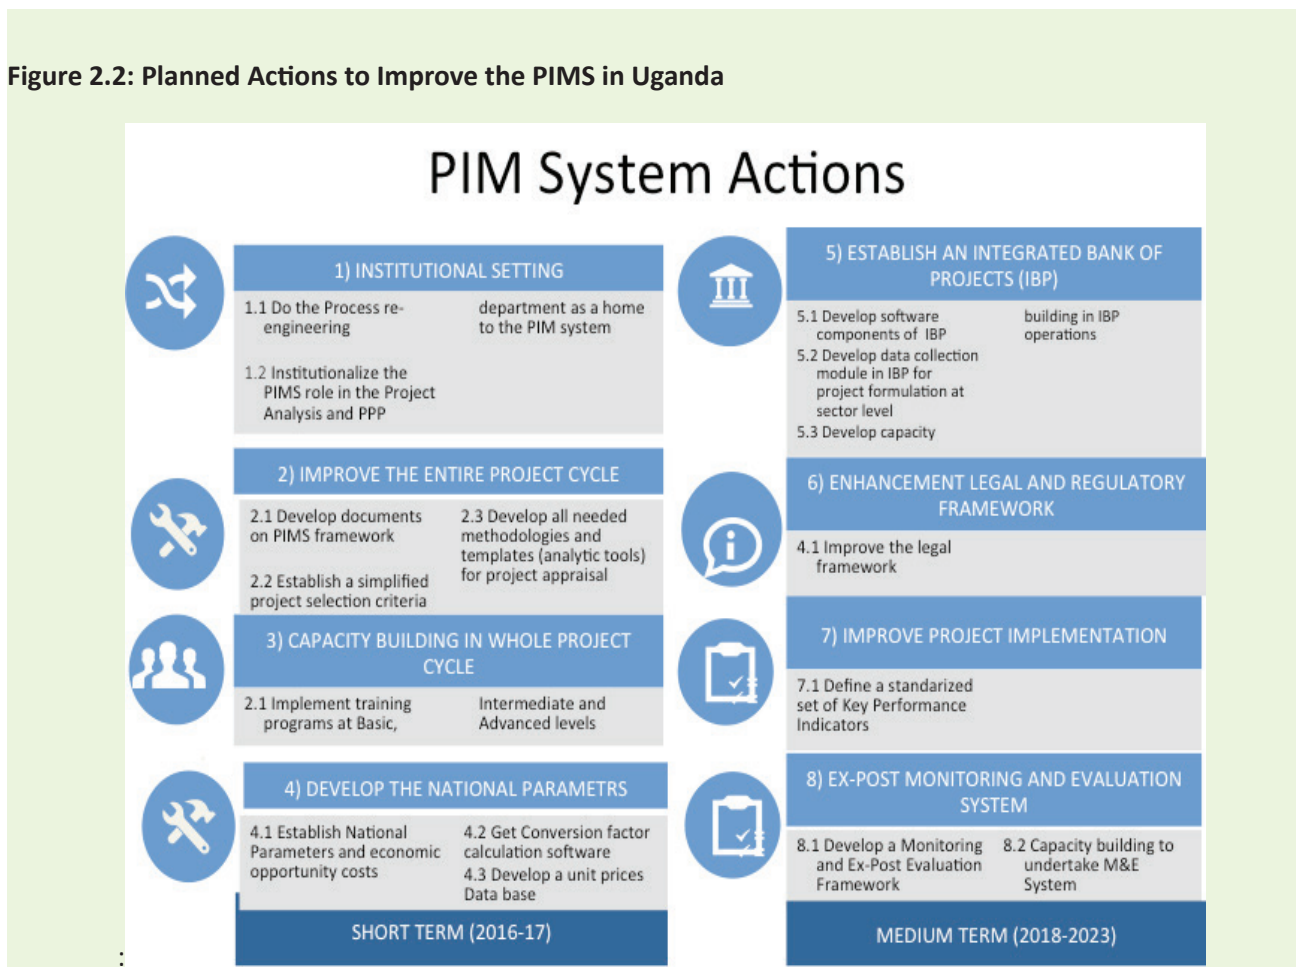 Figure 2.2: Planned Actions to Improve the PIMS in Uganda
PIM System Actions
1) INSTITUTIONAL SETTING
1.1 Do the Process re-
engineering
1.2 Institutionalize the
PIMS role in the Project
Analysis and PPP
department as a home
to the PIM system
2) IMPROVE THE ENTIRE PROJECT CYCLE
2.1 Develop documents
on PIMS framework
2.2 Establish a simplified
project selection criteria
2.3 Develop all needed
methodologies and
templates (analytic tools)
for project appraisal
3) CAPACITY BUILDING IN WHOLE PROJECT
CYCLE
2.1 Implement training
programs at Basic,
Intermediate and
Advanced levels
4) DEVELOP THE NATIONAL PARAMETRS
4.1 Establish National
Parameters and economic
opportunity costs
4.2 Get Conversion factor
calculation software
4.3 Develop a unit prices
Data base
SHORT TERM (2016-17)
5) ESTABLISH AN INTEGRATED BANK OF
PROJECTS (IBP)
5.1 Develop software
components of IBP
5.2 Develop data collection
module in IBP for
project formulation at
sector level
5.3 Develop capacity
building in IBP
operations
6) ENHANCEMENT LEGAL AND REGULATORY
FRAMEWORK
4.1 Improve the legal
framework
7) IMPROVE PROJECT IMPLEMENTATION
7.1 Define a standarized
set of Key Performance
Indicators
8) EX-POST MONITORING AND EVALUATION
SYSTEM
8.1 Develop a Monitoring
and Ex-Post Evaluation
Framework
8.2 Capacity building to
undertake M&E
System
MEDIUM TERM (2018-2023)
: